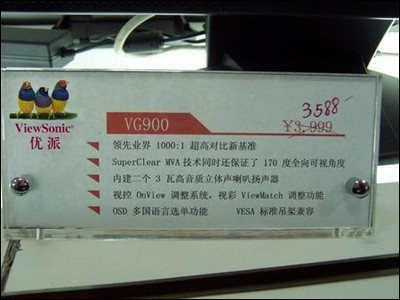 ViewSonic®
优派
VG900
3588
¥3,999
领先业界 1000:1 超高对比新基准
SuperClear MVA 技术同时还保证了 170 度全向可视角度
内建二个 3 瓦高音质立体声喇叭扬声器
视控 OnView 调整系统，视彩 ViewMatch 调整功能
OSD 多国语言选单功能 VESA 标准吊架兼容